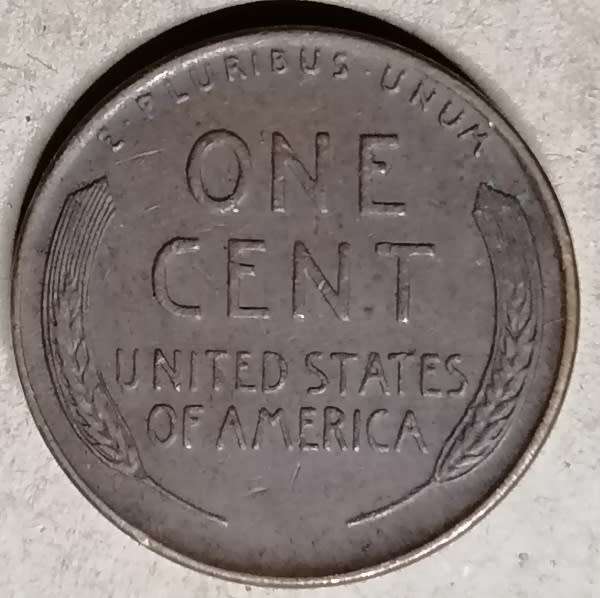 E·PLURIBUS·UNUM
ONE
CENT
UNITED STATES
OF AMERICA